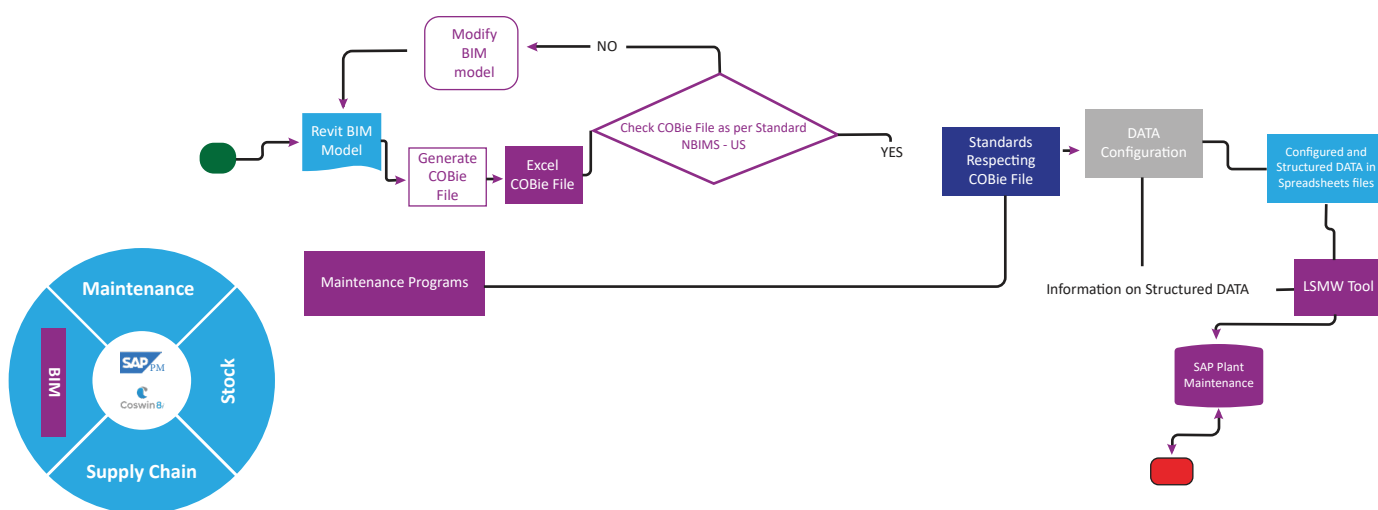 Modify
BIM
model
NO
Revit BIM
Model
Generate
COBie
File
Excel
COBie File
Check COBie File as per Standard
NBIMS - US
YES
Standards
Respecting
COBie File
DATA
Configuration
Configured and
Structured DATA in
Spreadsheets files
Maintenance Programs
Information on Structured DATA
LSMW Tool
SAP Plant
Maintenance
Maintenance
BIM
SAP PM
Coswin 8i
Stock
Supply Chain